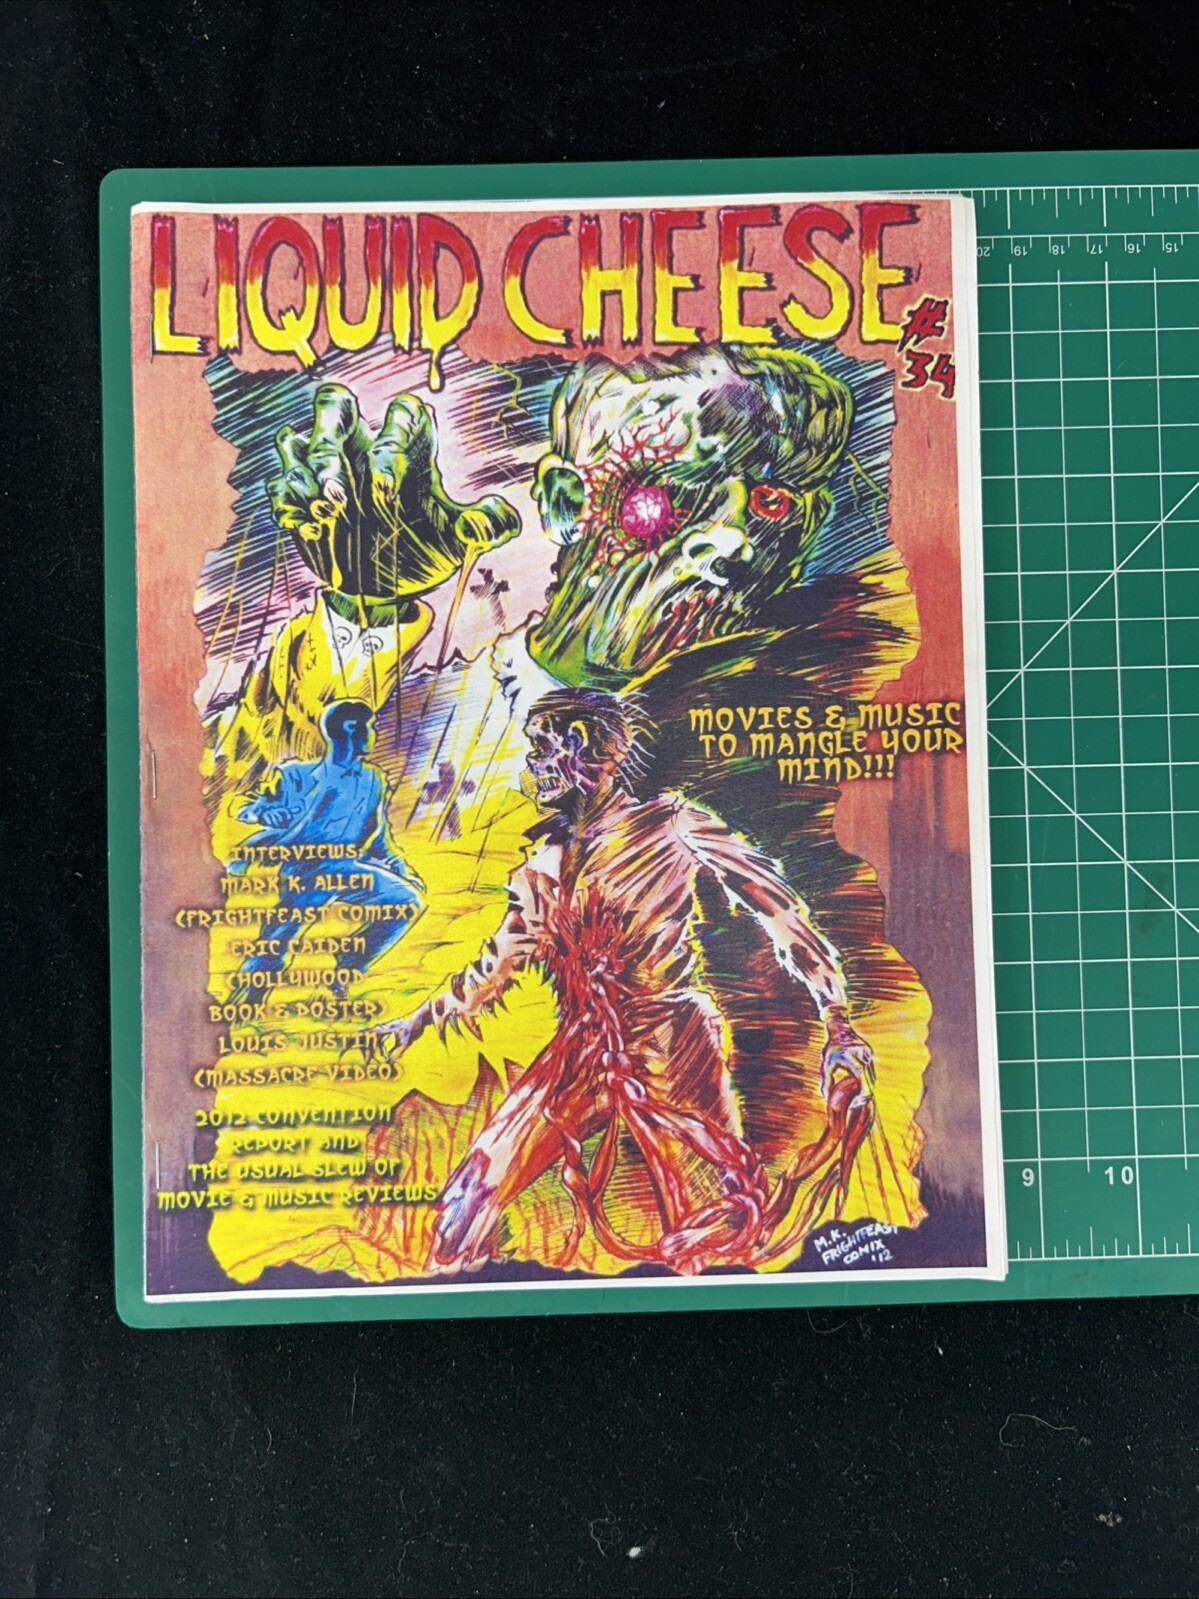 LIQUID CHEESE
#
34
MOVIES & MUSIC
TO MANGLE YOUR
MIND!!!
INTERVIEWS:
MARK K. ALLEN
(FRIGHTFEAST COMIX)
ERIC CAIDEN
(HOLLYWOOD
BOOK & POSTER)
LOUIS JUSTIN
(MASSACRE VIDEO)
2012 CONVENTION
REPORT AND
THE USUAL SLEW OF
MOVIE & MUSIC REVIEWS
M.K.
FRIGHTFEAST
COMIX
'12
20 19 18 17 16 15
9 10